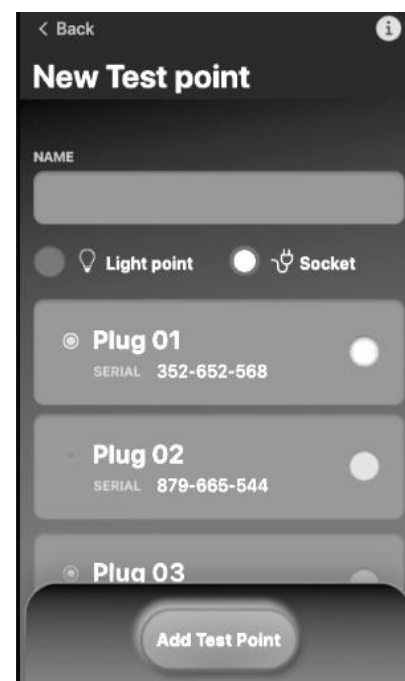 Back
New Test point
NAME
Light point Socket
Plug 01
SERIAL 352-652-568
Plug 02
SERIAL 879-665-544
Plug 03
Add Test Point